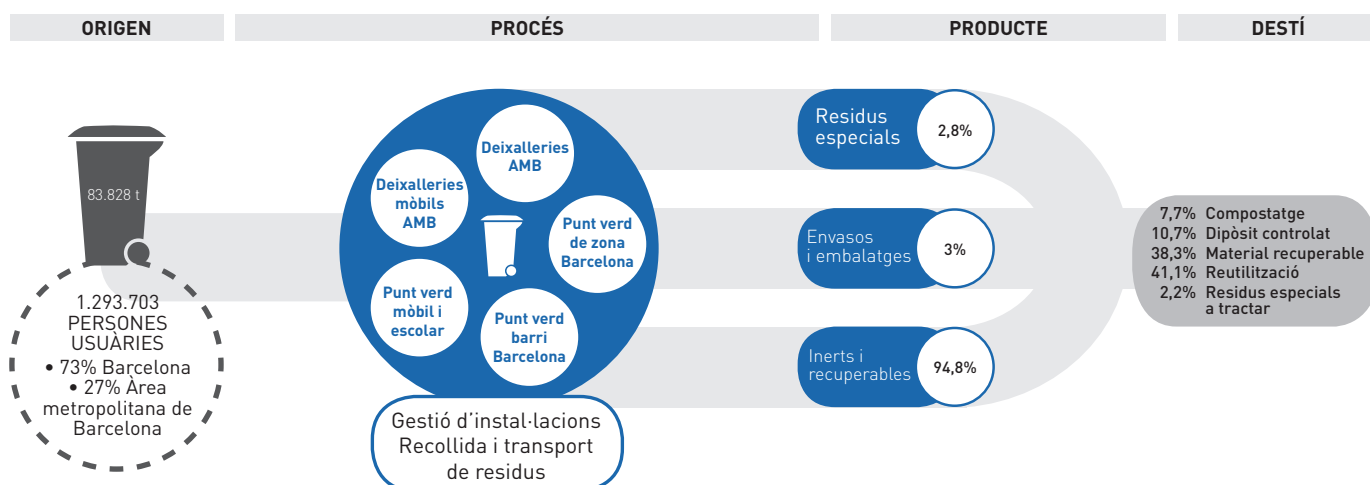 ORIGEN
PROCÉS
PRODUCTE
DESTÍ
83.828 t
1.293.703
PERSONES
USUÀRIES
• 73% Barcelona
• 27% Àrea
metropolitana de
Barcelona
Deixalleries
AMB
Deixalleries
mòbils
AMB
Punt verd
de zona
Barcelona
Punt verd
mòbil i
escolar
Punt verd
barri
Barcelona
Gestió d’instal·lacions
Recollida i transport
de residus
Residus
especials
2,8%
Envasos
i embalatges
3%
Inerts i
recuperables
94,8%
7,7% Compostatge
10,7% Dipòsit controlat
38,3% Material recuperable
41,1% Reutilització
2,2% Residus especials
a tractar